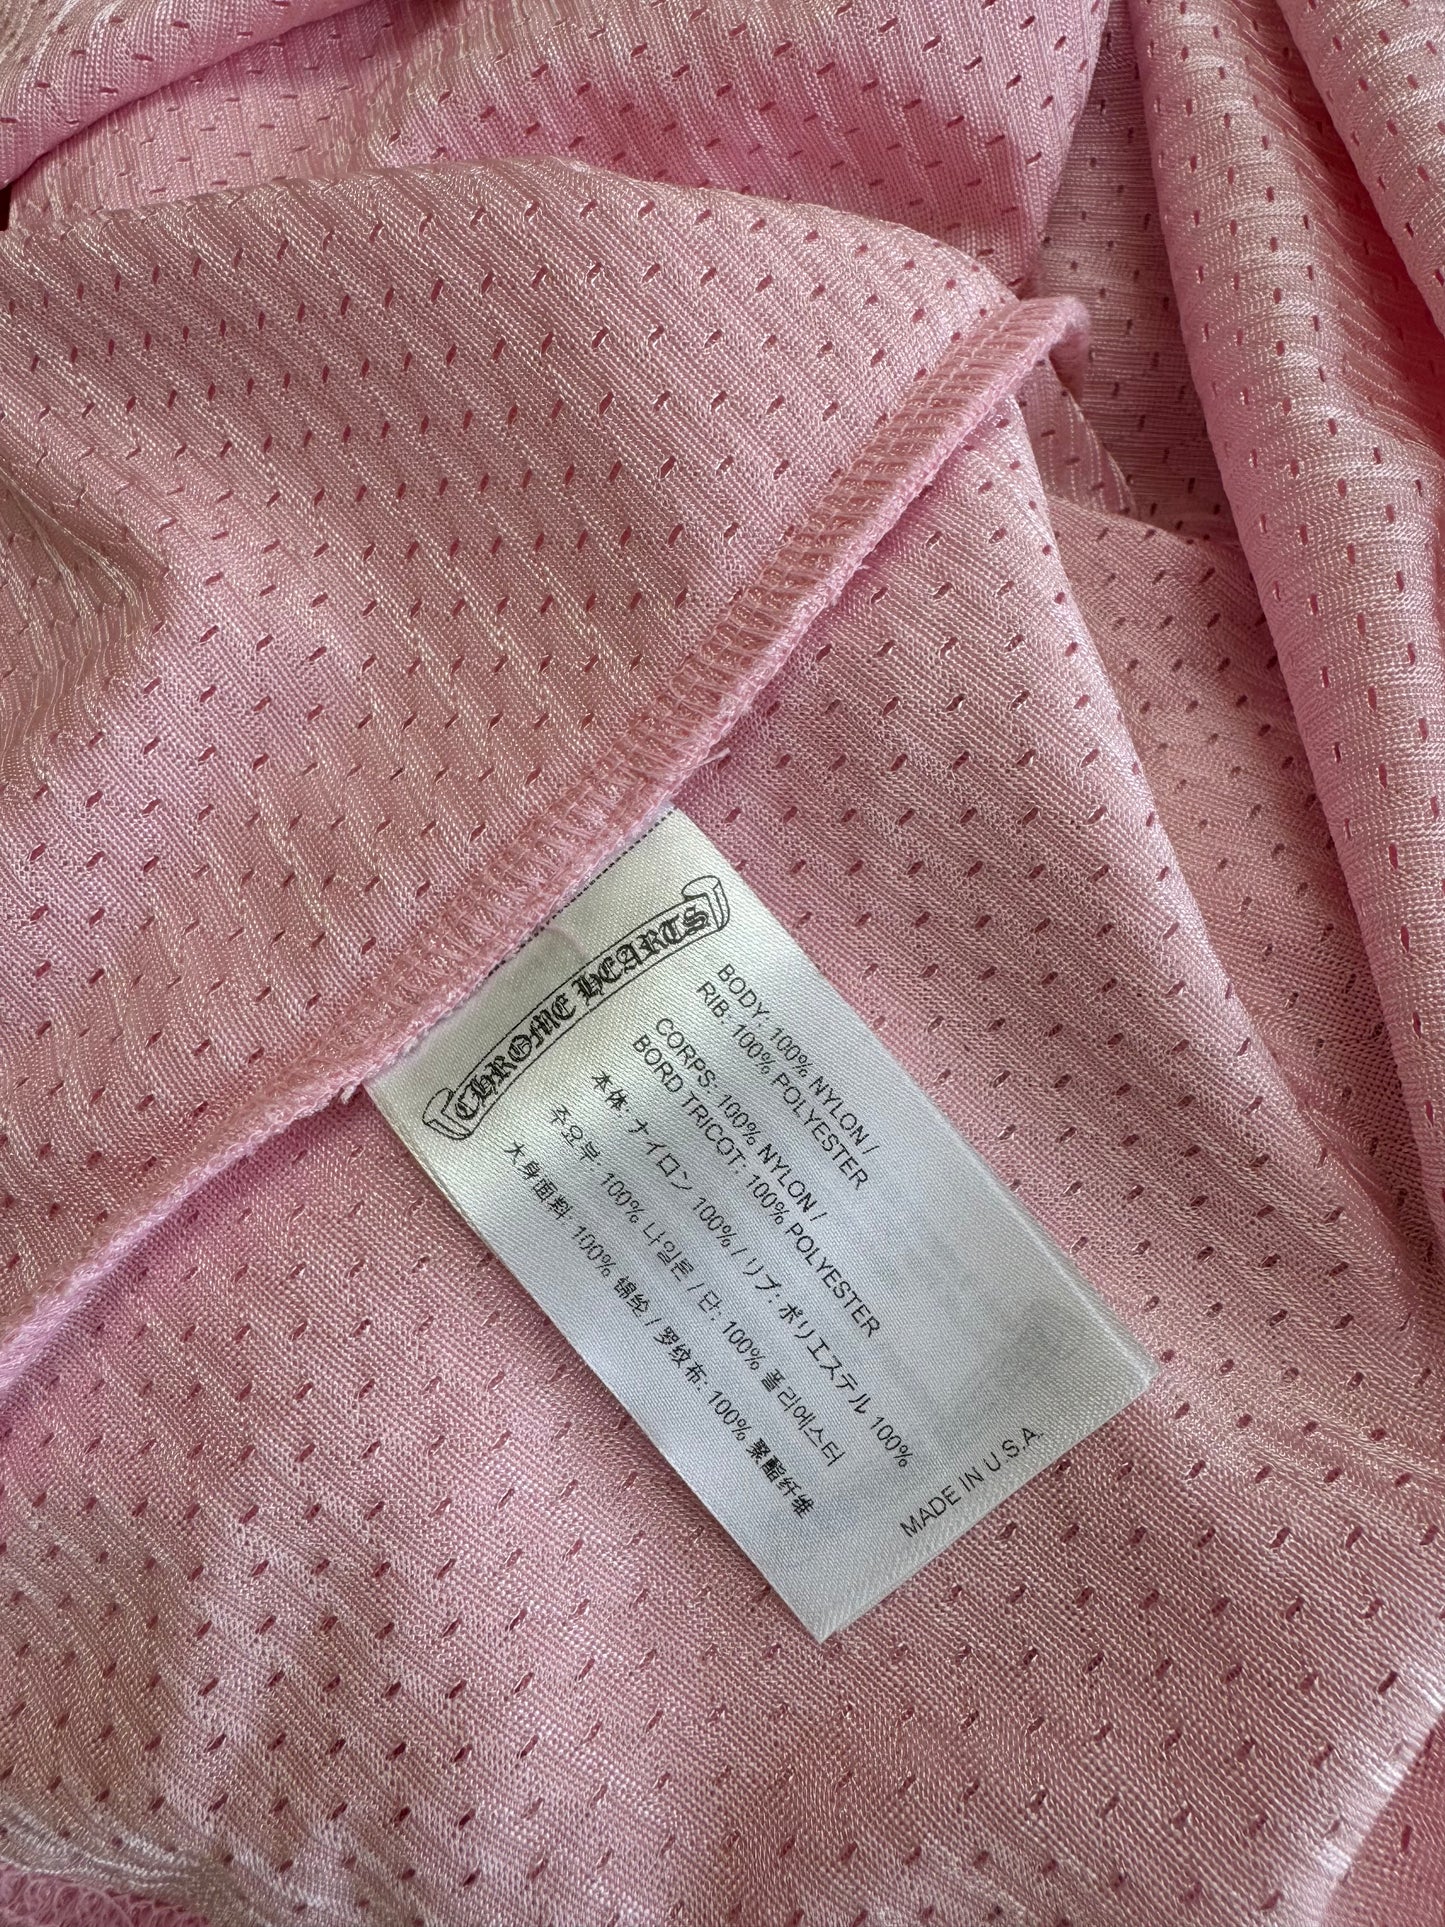 CHROME HEARTS
BODY: 100% NYLON /
RIB: 100% POLYESTER
CORPS: 100% NYLON /
BORD TRICOT: 100% POLYESTER
本体: ナイロン 100% / リブ: ポリエステル 100%
주요부: 100% 나일론 / 단: 100% 폴리에스터
大身面料: 100% 锦纶 / 罗纹布: 100% 聚酯纤维
MADE IN U.S.A.